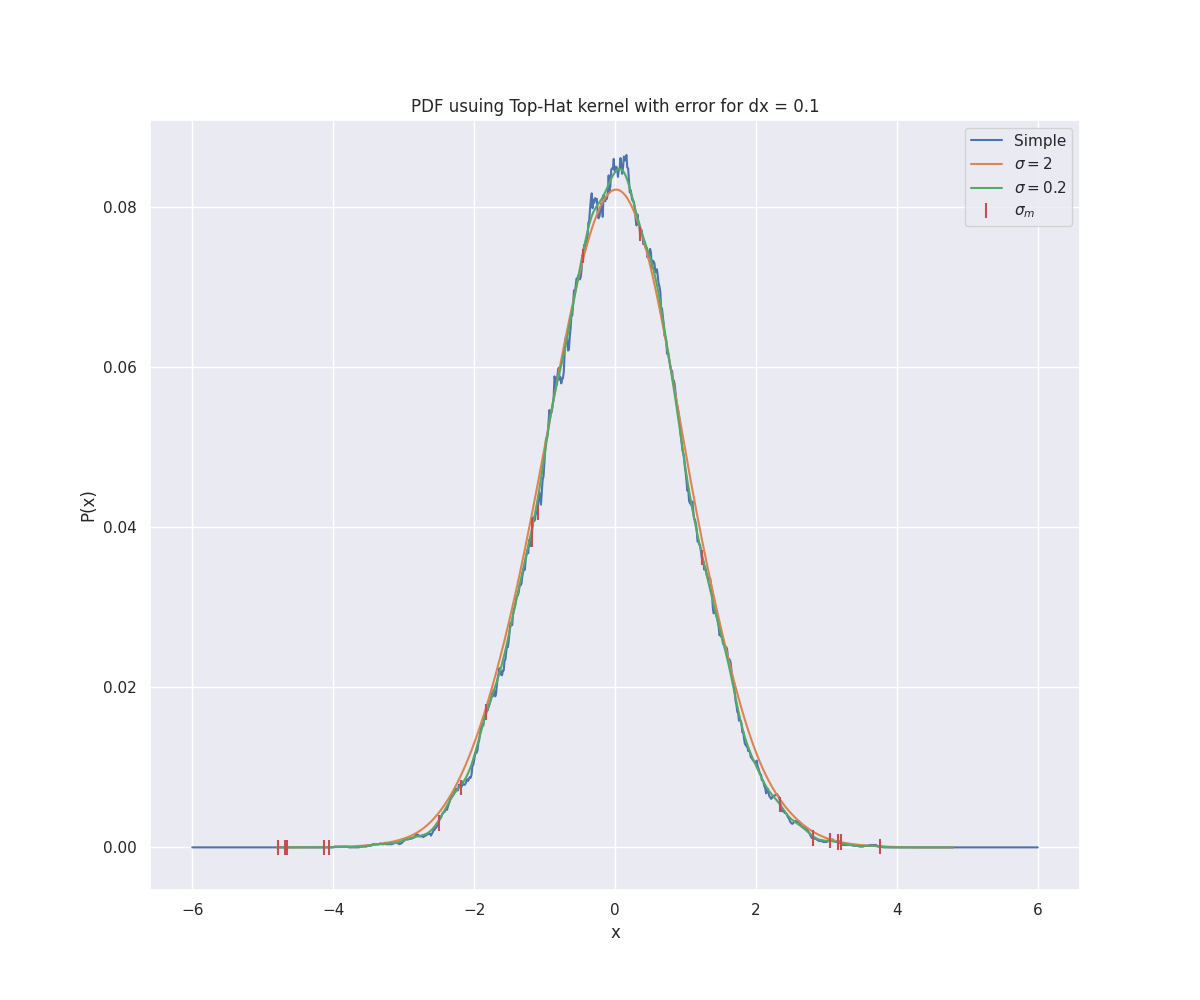 PDF usuing Top-Hat kernel with error for dx = 0.1
Simple
σ = 2
σ = 0.2
σₘ
P(x)
0.08
0.06
0.04
0.02
0.00
−6 −4 −2 0 2 4 6
x